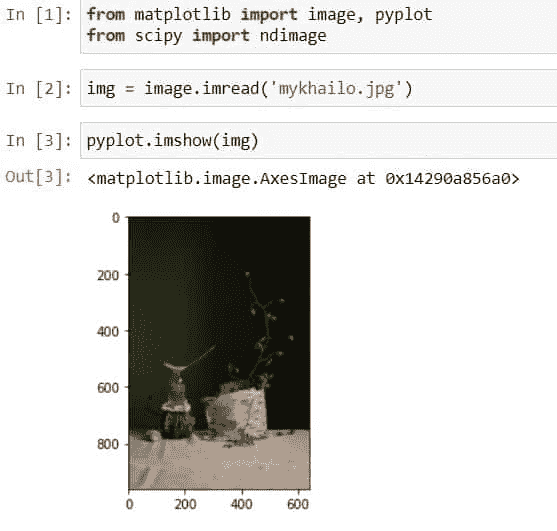 In [1]: from matplotlib import image, pyplot
from scipy import ndimage
In [2]: img = image.imread('mykhailo.jpg')
In [3]: pyplot.imshow(img)
Out[3]: <matplotlib.image.AxesImage at 0x14290a856a0>
0
200
400
600
800
0 200 400 600